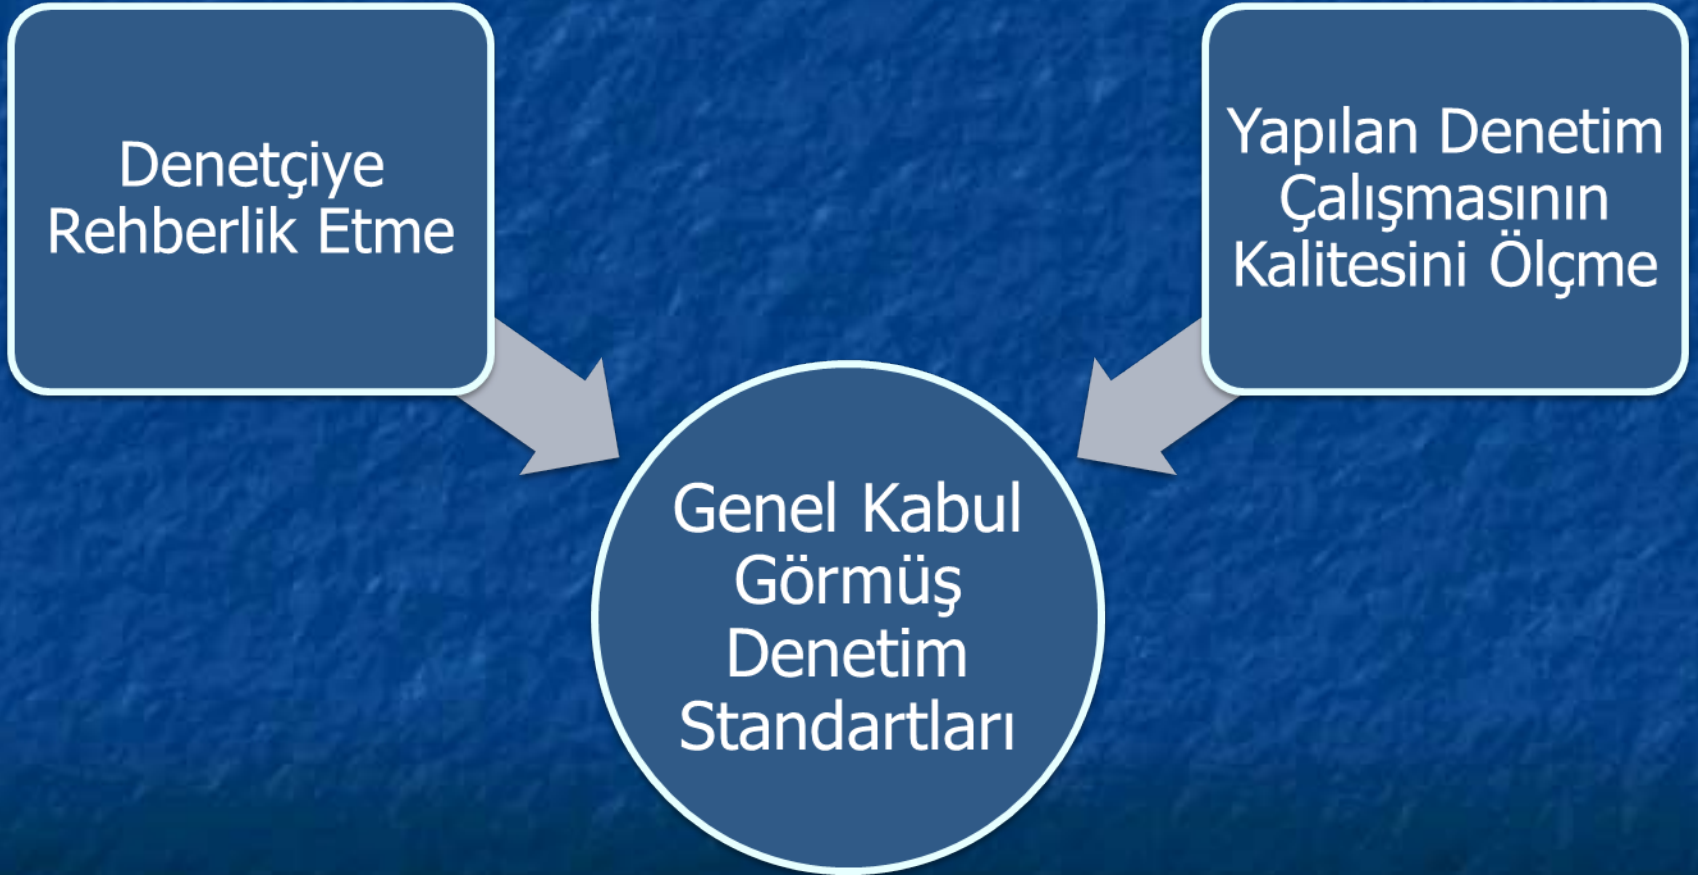 Denetçiye
Rehberlik Etme
Yapılan Denetim
Çalışmasının
Kalitesini Ölçme
Genel Kabul
Görmüş
Denetim
Standartları